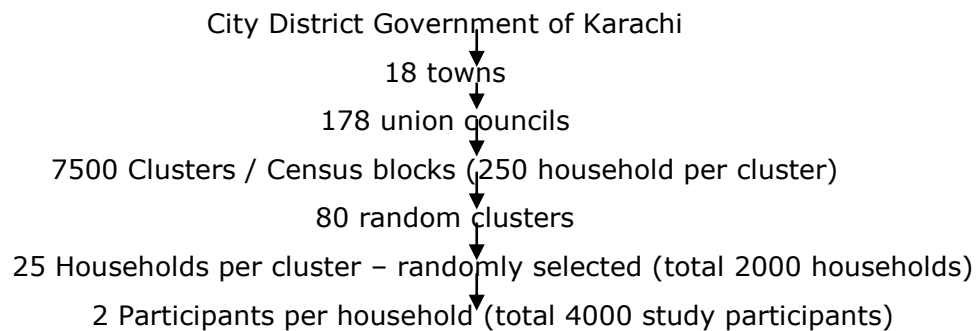 City District Government of Karachi
18 towns
178 union councils
7500 Clusters / Census blocks (250 household per cluster)
80 random clusters
25 Households per cluster – randomly selected (total 2000 households)
2 Participants per household (total 4000 study participants)